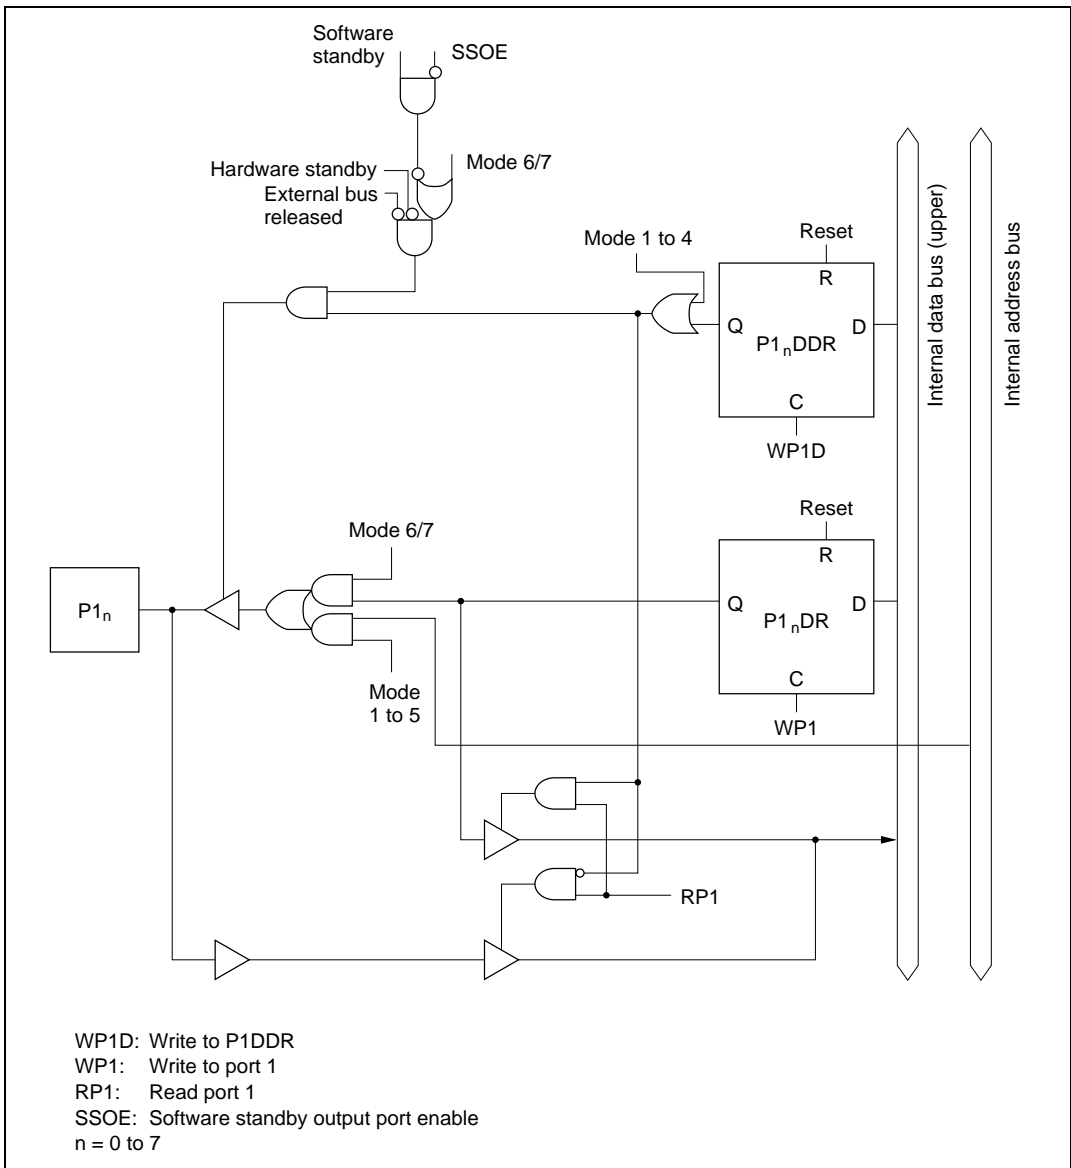 Software
standby
SSOE
Hardware standby
Mode 6/7
External bus
released
Mode 1 to 4
Reset
R
Q
D
P1nDDR
C
WP1D
Internal data bus (upper)
Internal address bus
Mode 6/7
Reset
R
P1n
Q
D
P1nDR
C
Mode
1 to 5
WP1
RP1
WP1D: Write to P1DDR
WP1: Write to port 1
RP1: Read port 1
SSOE: Software standby output port enable
n = 0 to 7